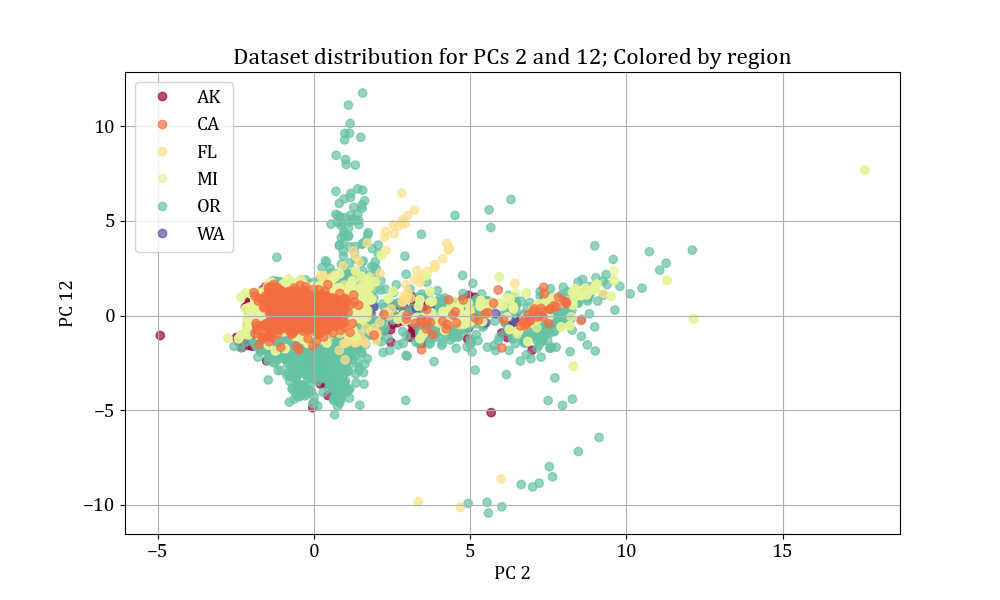 Dataset distribution for PCs 2 and 12; Colored by region
AK
CA
FL
MI
OR
WA
10
5
0
−5
−10
PC 12
−5
0
5
10
15
PC 2